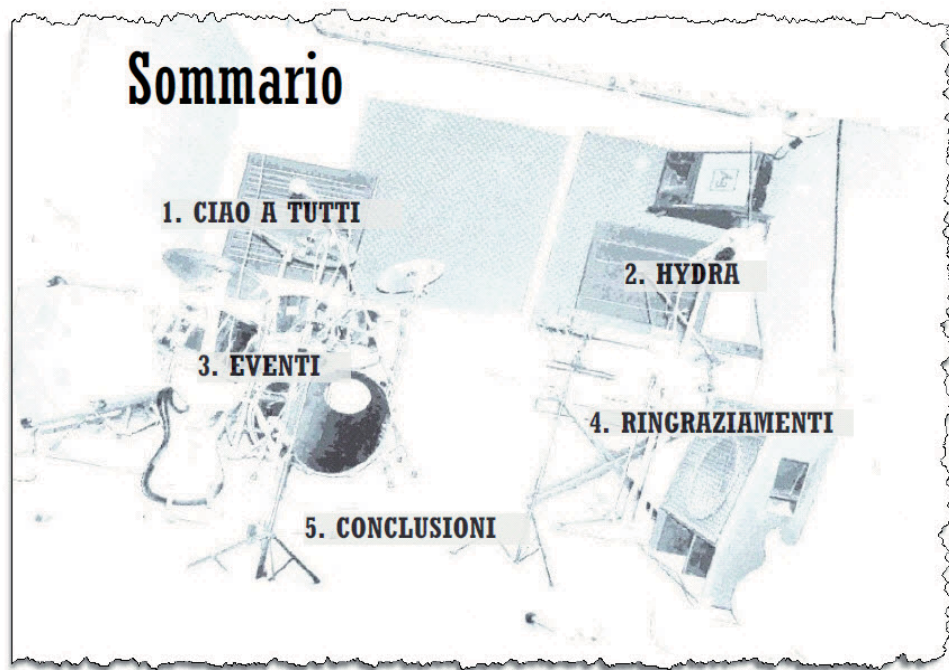 Sommario
1. CIAO A TUTTI
2. HYDRA
3. EVENTI
4. RINGRAZIAMENTI
5. CONCLUSIONI